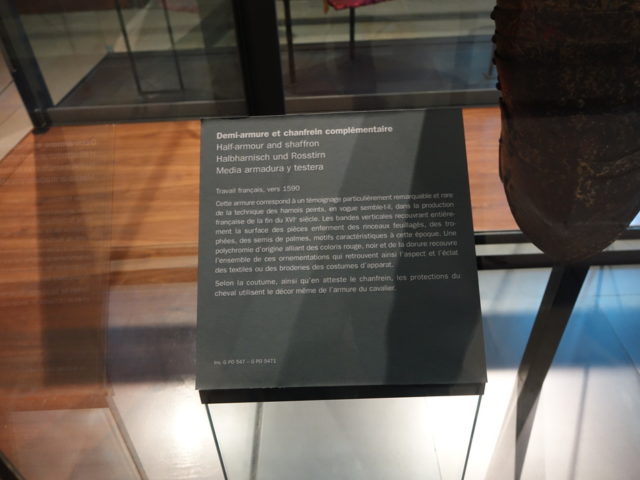 Demi-armure et chanfrein complémentaire
Half-armour and shaffron
Halbharnisch und Rosstirn
Media armadura y testera
Travail français, vers 1590
Cette armure correspond à un témoignage particulièrement remarquable et rare
de la technique des harnois peints, en vogue semble-t-il, dans la production
française de la fin du XVIe siècle. Les bandes verticales recouvrant entière-
ment la surface des pièces enferment des rinceaux feuillagés, des tro-
phées, des semis de palmes, motifs caractéristiques à cette époque. Une
polychromie d'origine alliant des coloris rouge, noir et de la dorure recouvre
l'ensemble de ces ornementations qui retrouvent ainsi l'aspect et l'éclat
des textiles ou des broderies des costumes d'apparat.
Selon la coutume, ainsi qu'en atteste le chanfrein, les protections du
cheval utilisent le décor même de l'armure du cavalier.
Inv. G PO 547 – G PO 5471